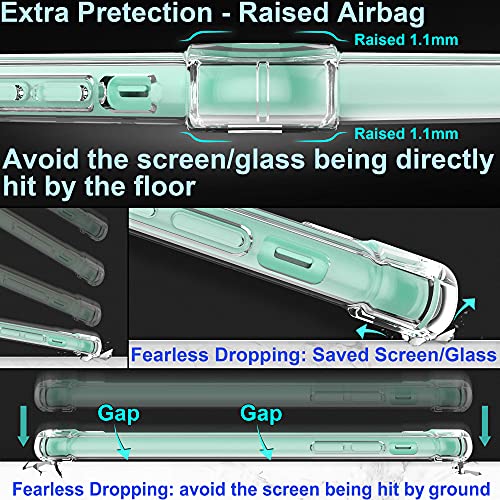 Extra Pretection - Raised Airbag
Raised 1.1mm
Raised 1.1mm
Avoid the screen/glass being directly
hit by the floor
Fearless Dropping: Saved Screen/Glass
Gap
Gap
Fearless Dropping: avoid the screen being hit by ground